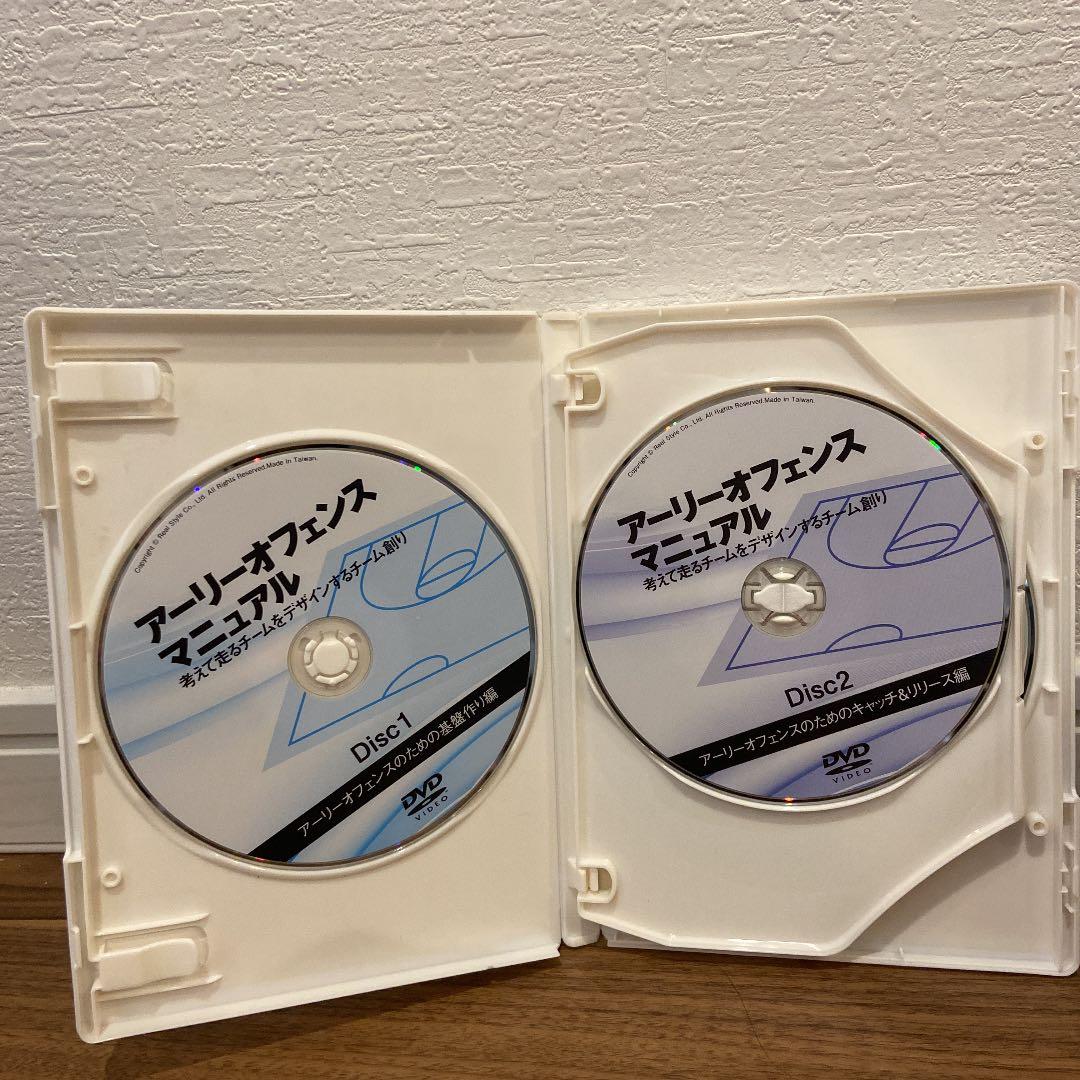 Copyright © Real Style Co., Ltd. All Rights Reserved.Made in Taiwan.
アーリーオフェンス
マニュアル
考えて走るチームをデザインするチーム創り
Disc1
アーリーオフェンスのための基盤作り編
DVD
VIDEO
Copyright © Real Style Co., Ltd. All Rights Reserved.Made in Taiwan.
アーリーオフェンス
マニュアル
考えて走るチームをデザインするチーム創り
Disc2
アーリーオフェンスのためのキャッチ&リリース編
DVD
VIDEO